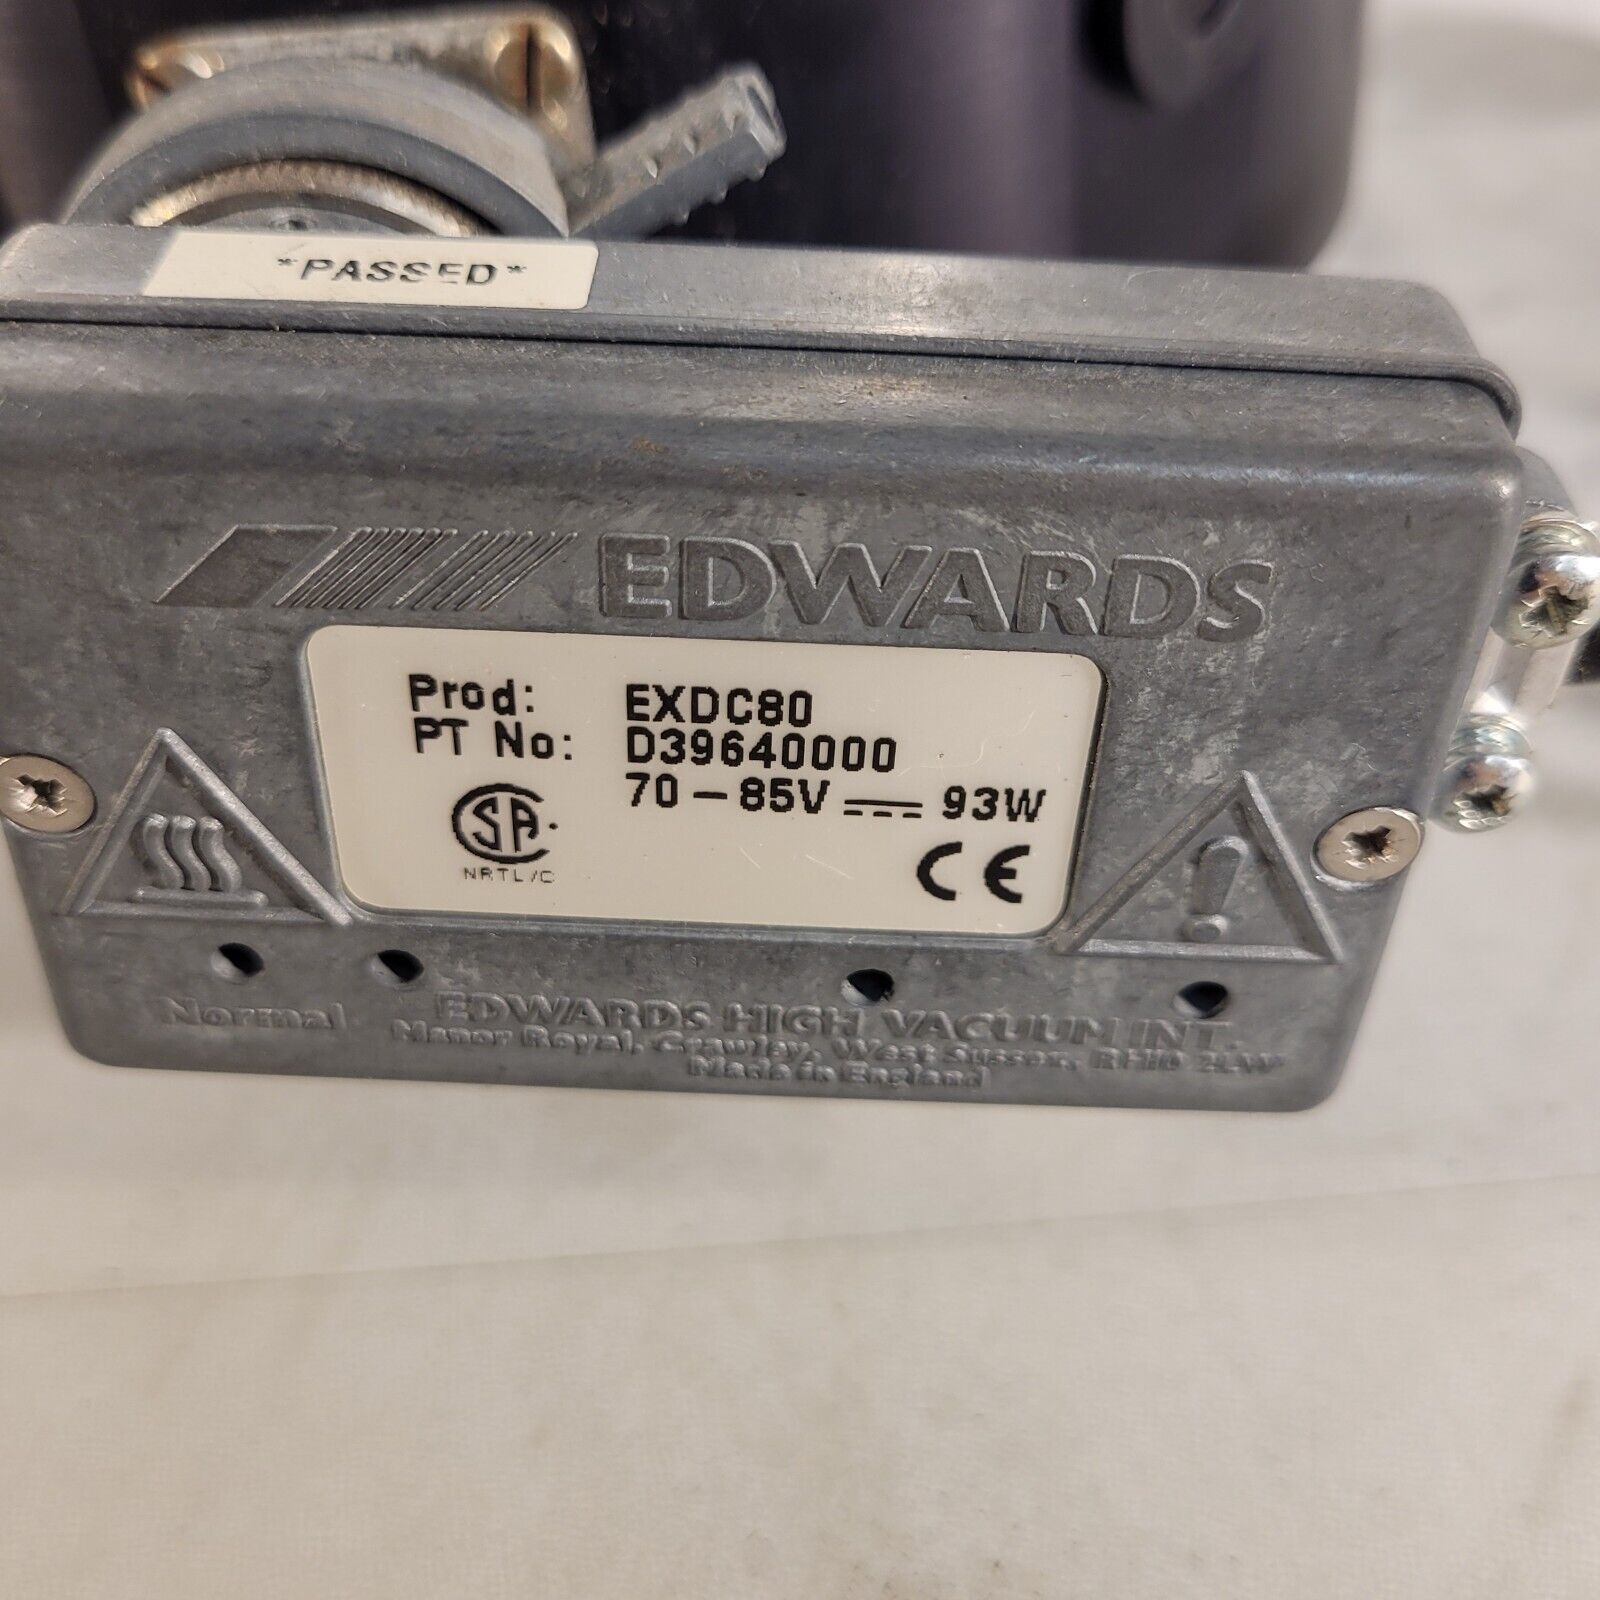 *PASSED*
EDWARDS
Prod: EXDC80
PT No: D39640000
70-85V ⎓ 93W
CSA
NRTL/C
CE
Normal
EDWARDS HIGH VACUUM INT.
Manor Royal, Crawley, West Sussex, RH10 2LW
Made in England